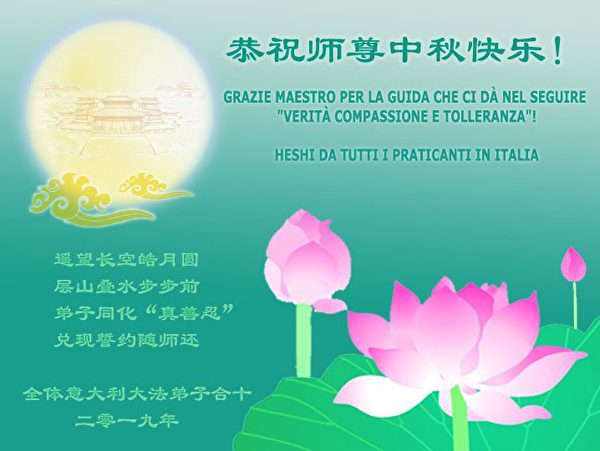 恭祝师尊中秋快乐！
GRAZIE MAESTRO PER LA GUIDA CHE CI DÀ NEL SEGUIRE
"VERITÀ COMPASSIONE E TOLLERANZA"!
HESHI DA TUTTI I PRATICANTI IN ITALIA
遥望长空皓月圆
层山叠水步步前
弟子同化“真善忍”
兑现誓约随师还
全体意大利大法弟子合十
二零一九年